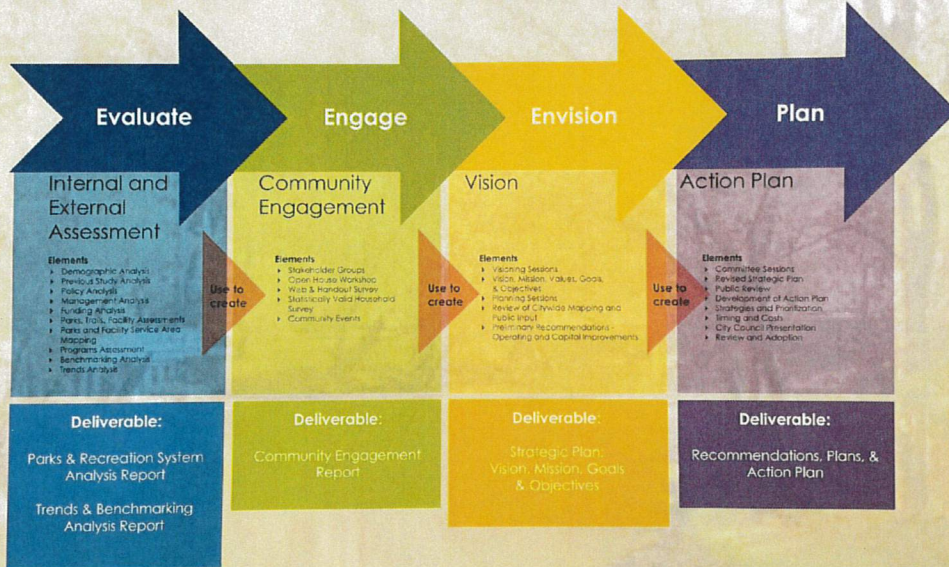 Evaluate
Engage
Envision
Plan
Internal and
External
Assessment
Elements
Demographic Analysis
Previous Study Analysis
Policy Analysis
Management Analysis
Funding Analysis
Parks, Trails, Facility Assessments
Parks and Facility Service Area
Mapping
Programs Assessment
Benchmarking Analysis
Trends Analysis
Use to
create
Community
Engagement
Elements
Stakeholder Groups
Open House Workshop
Web & Handout Survey
Statistically Valid Household
Survey
Community Events
Use to
create
Vision
Elements
Visioning Sessions
Vision, Mission, Values, Goals,
& Objectives
Planning Sessions
Review of Citywide Mapping and
Public Input
Preliminary Recommendations -
Operating and Capital Improvements
Use to
create
Action Plan
Elements
Committee Sessions
Revised Strategic Plan
Public Review
Development of Action Plan
Strategies and Prioritization
Timing and Costs
City Council Presentation
Review and Adoption
Deliverable:
Parks & Recreation System
Analysis Report
Trends & Benchmarking
Analysis Report
Deliverable:
Community Engagement
Report
Deliverable:
Strategic Plan:
Vision, Mission, Goals
& Objectives
Deliverable:
Recommendations, Plans, &
Action Plan